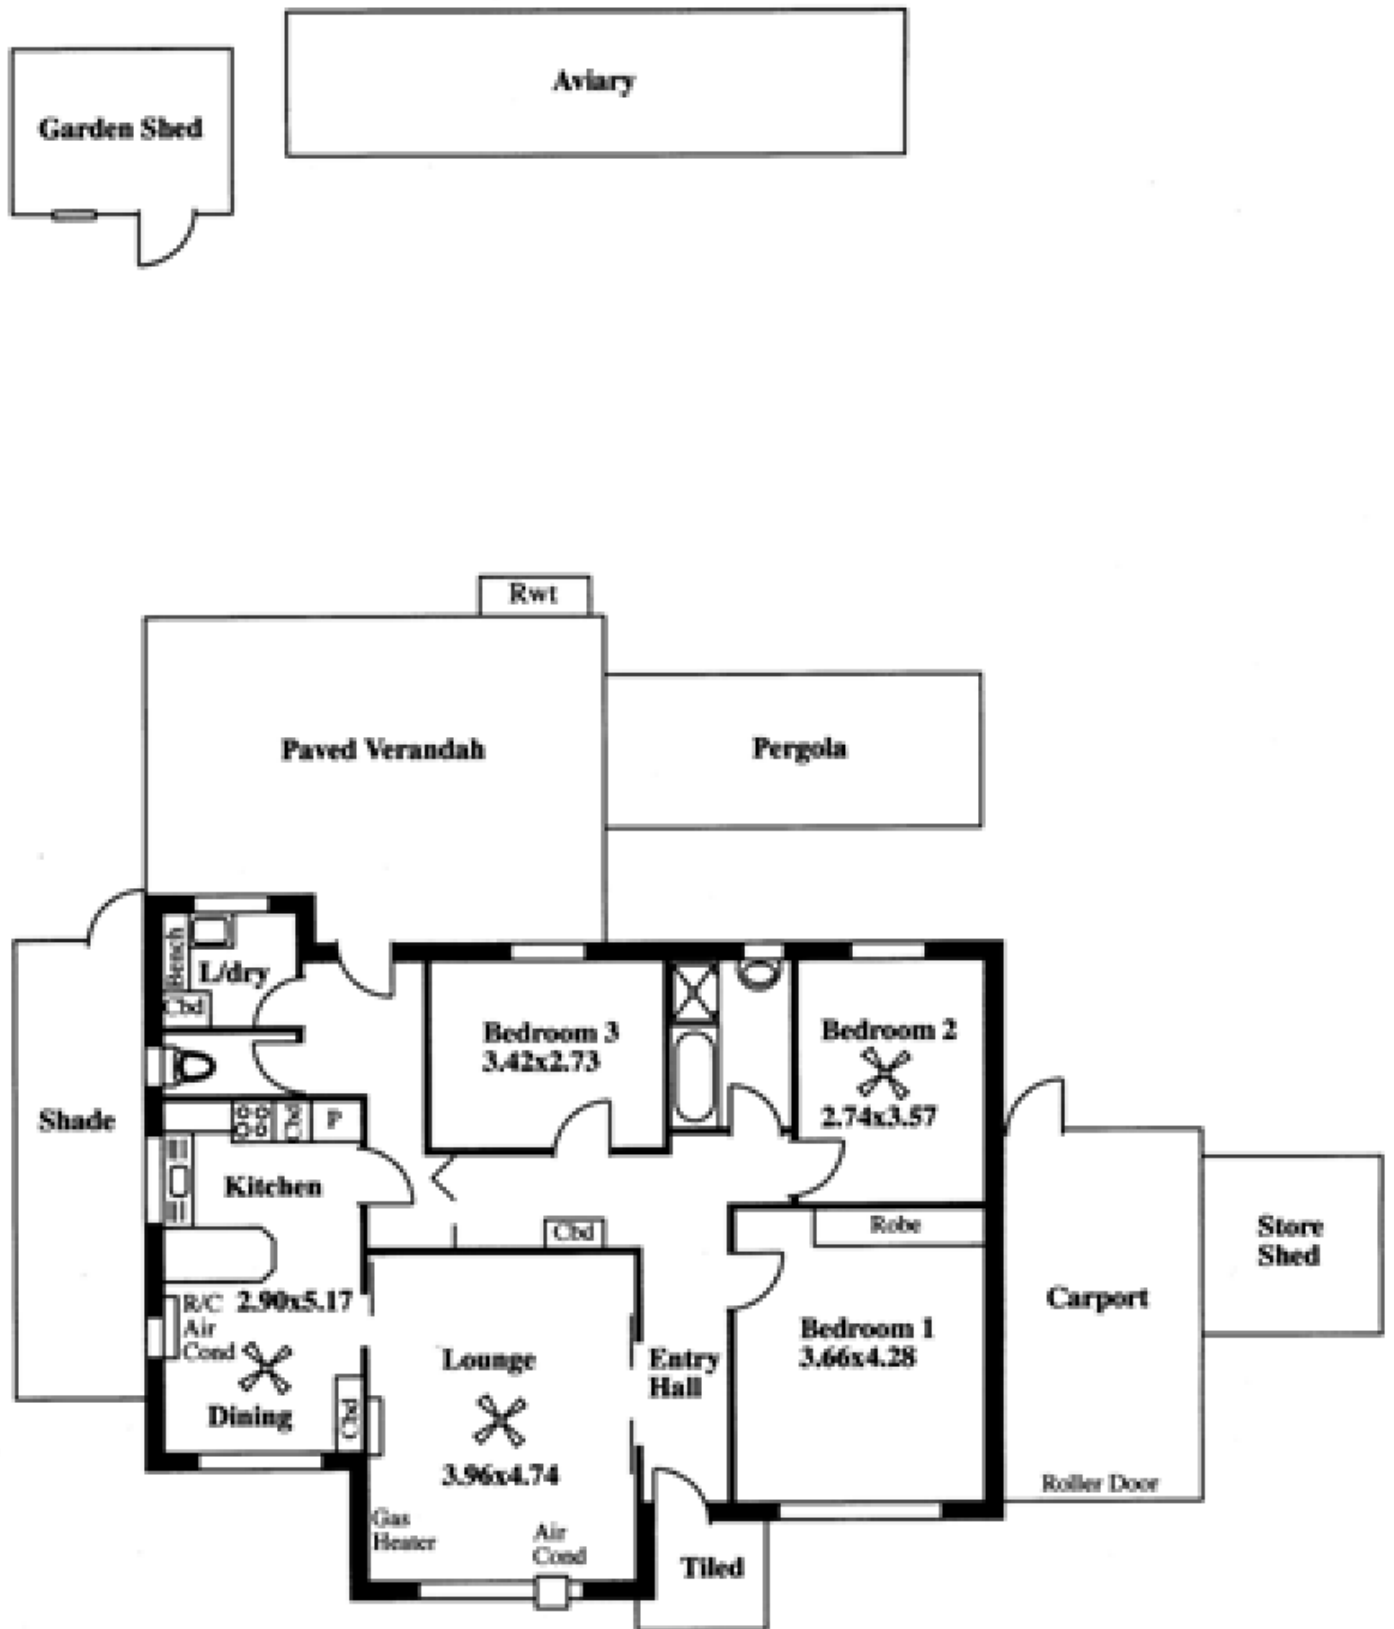 Aviary
Garden Shed
Rwt
Paved Verandah
Pergola
Bench
L/dry
Cbd
Bedroom 3
3.42x2.73
Bedroom 2
2.74x3.57
Shade
Cbd
P
Kitchen
Cbd
Robe
Store
Shed
R/C
Air
Cond
2.90x5.17
Carport
Bedroom 1
3.66x4.28
Lounge
Entry
Hall
Dining
Cbd
3.96x4.74
Roller Door
Gas
Heater
Air
Cond
Tiled